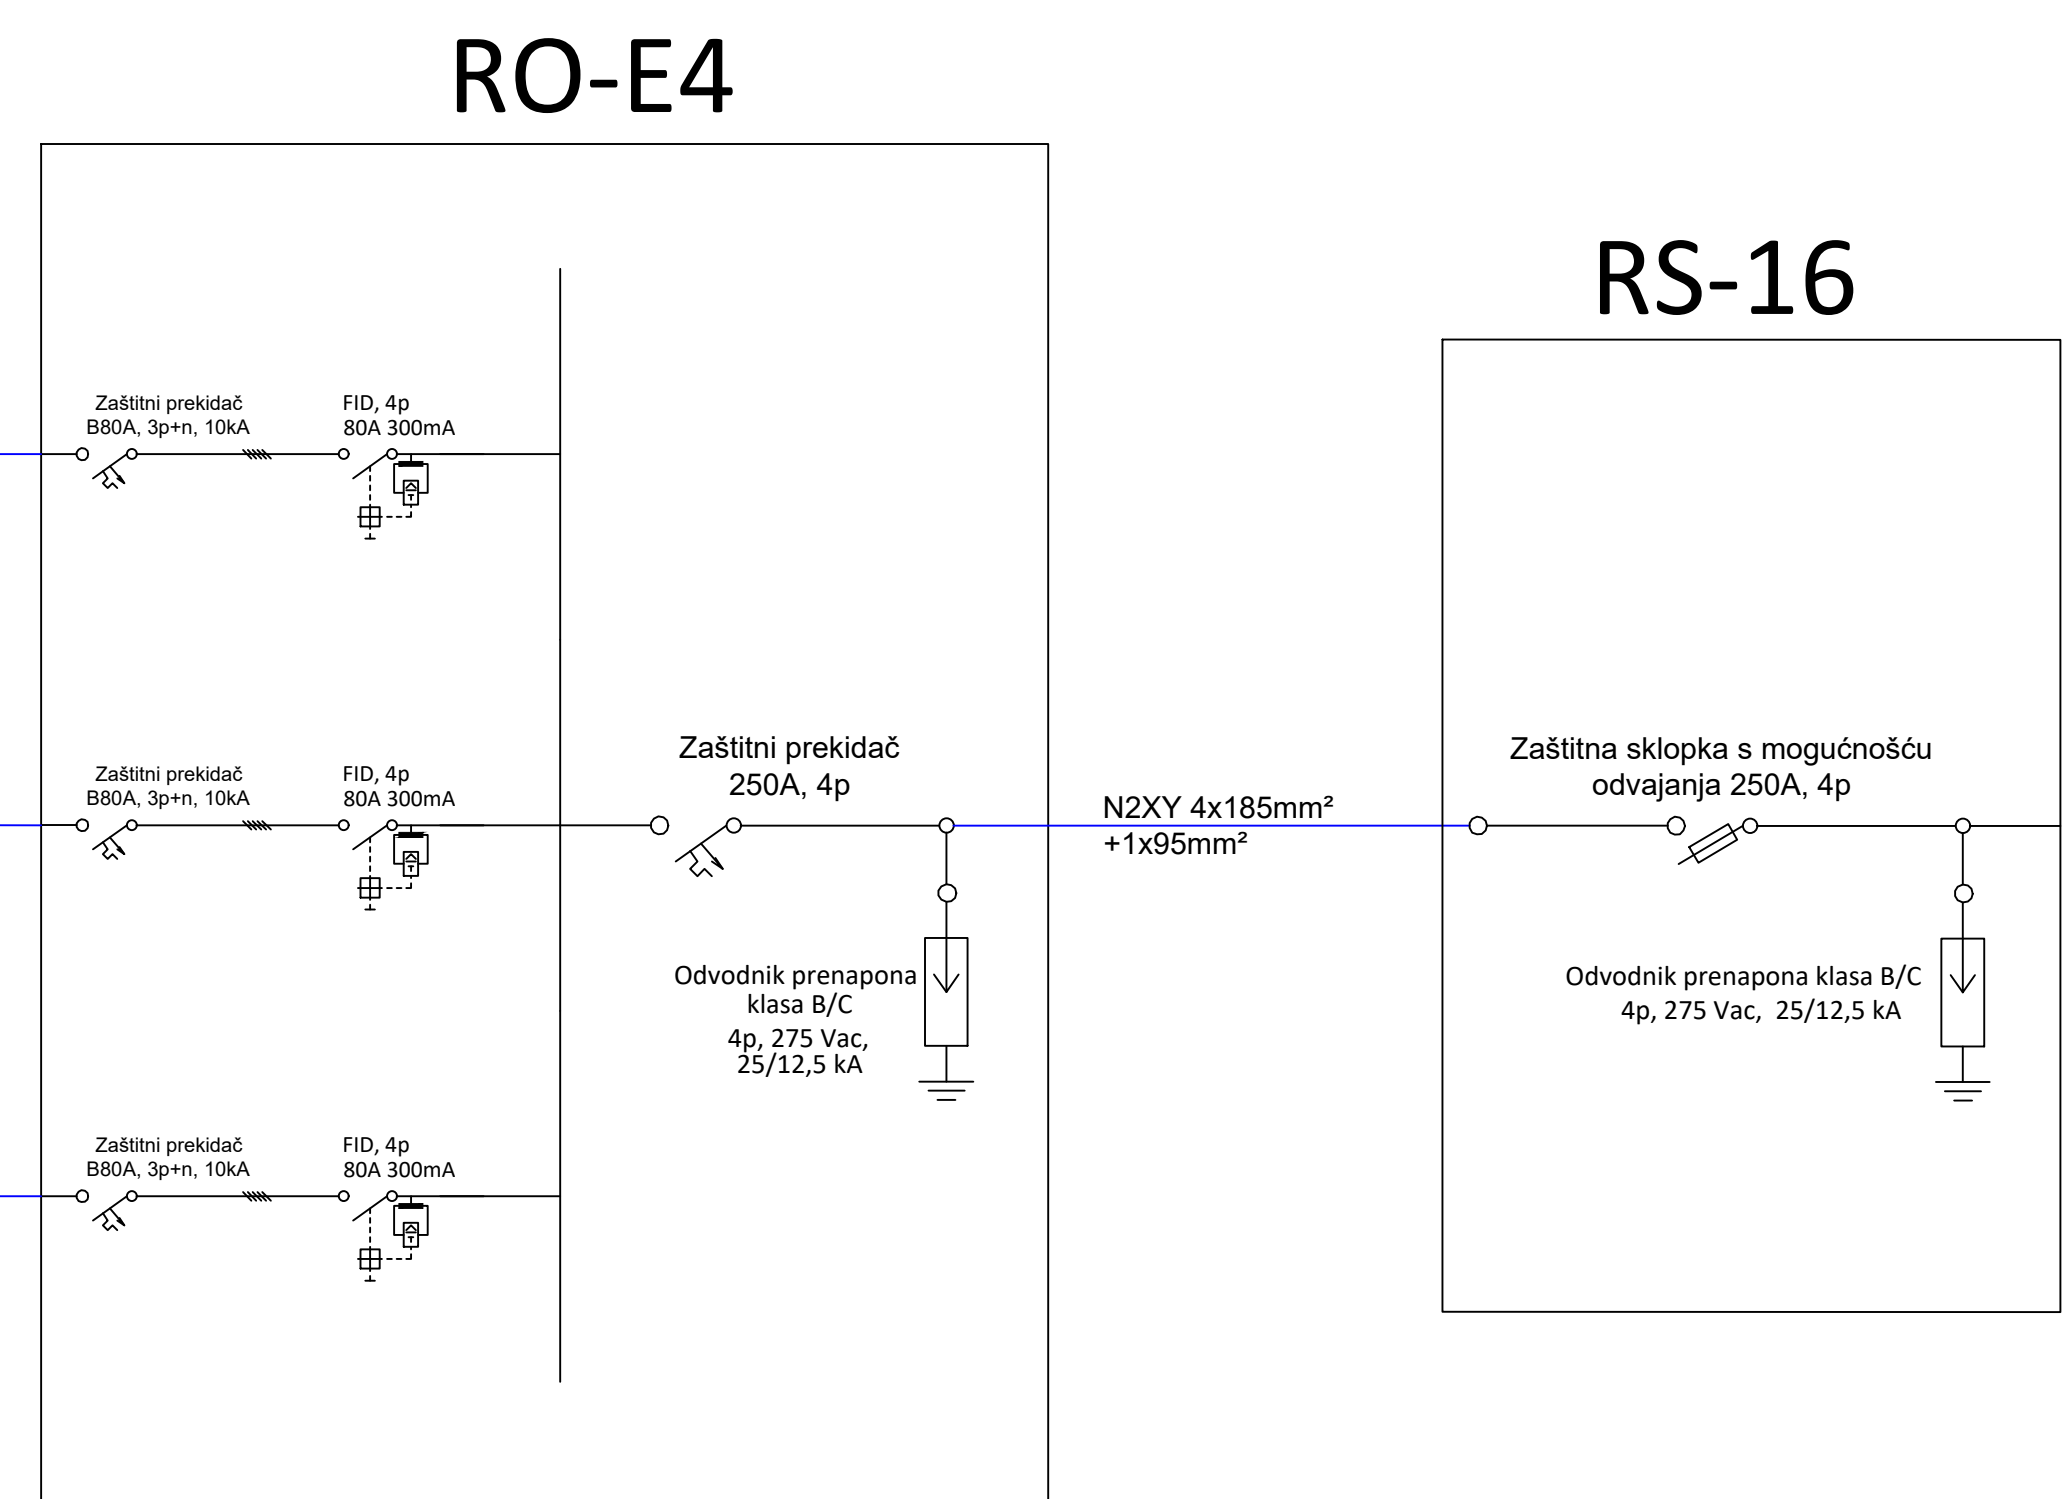 RO-E4
RS-16
Zaštitni prekidač
B80A, 3p+n, 10kA
FID, 4p
80A 300mA
Zaštitni prekidač
B80A, 3p+n, 10kA
FID, 4p
80A 300mA
Zaštitni prekidač
250A, 4p
N2XY 4x185mm²
+1x95mm²
Zaštitna sklopka s mogućnošću
odvajanja 250A, 4p
Odvodnik prenapona
klasa B/C
4p, 275 Vac,
25/12,5 kA
Odvodnik prenapona klasa B/C
4p, 275 Vac,  25/12,5 kA
Zaštitni prekidač
B80A, 3p+n, 10kA
FID, 4p
80A 300mA